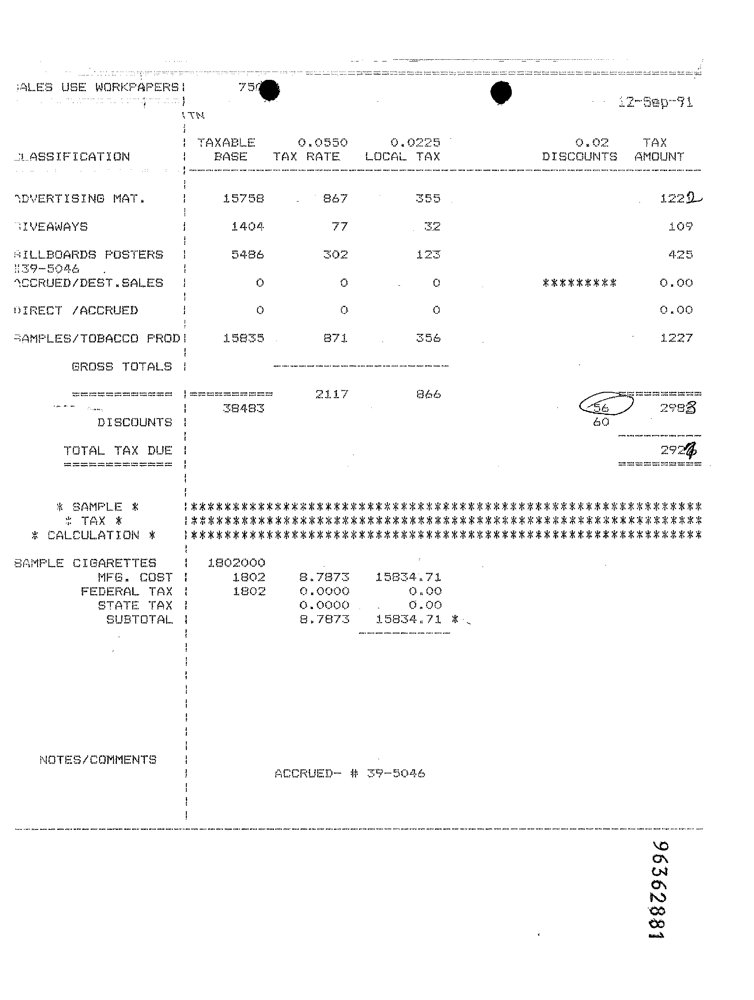 SALES USE WORKPAPERS| 750
12-Sep-91
TN
TAXABLE 0.0550 0.0225 0.02 TAX
CLASSIFICATION | BASE TAX RATE LOCAL TAX DISCOUNTS AMOUNT
ADVERTISING MAT. | 15758 867 355 1222
GIVEAWAYS | 1404 77 32 109
BILLBOARDS POSTERS | 5486 302 123 425
#39-5046
ACCRUED/DEST.SALES | 0 0 0 ********* 0.00
DIRECT /ACCRUED | 0 0 0 0.00
SAMPLES/TOBACCO PROD| 15835 871 356 1227
GROSS TOTALS |
============ |========== 2117 866 ==========
38483 56 2983
DISCOUNTS | 60
TOTAL TAX DUE |
============= ==========
* SAMPLE * |************************************************************
* TAX * |************************************************************
* CALCULATION * |************************************************************
SAMPLE CIGARETTES | 1802000
MFG. COST | 1802 8.7873 15834.71
FEDERAL TAX | 1802 0.0000 0.00
STATE TAX | 0.0000 0.00
SUBTOTAL | 8.7873 15834.71 *
NOTES/COMMENTS
ACCRUED- # 39-5046
96362881